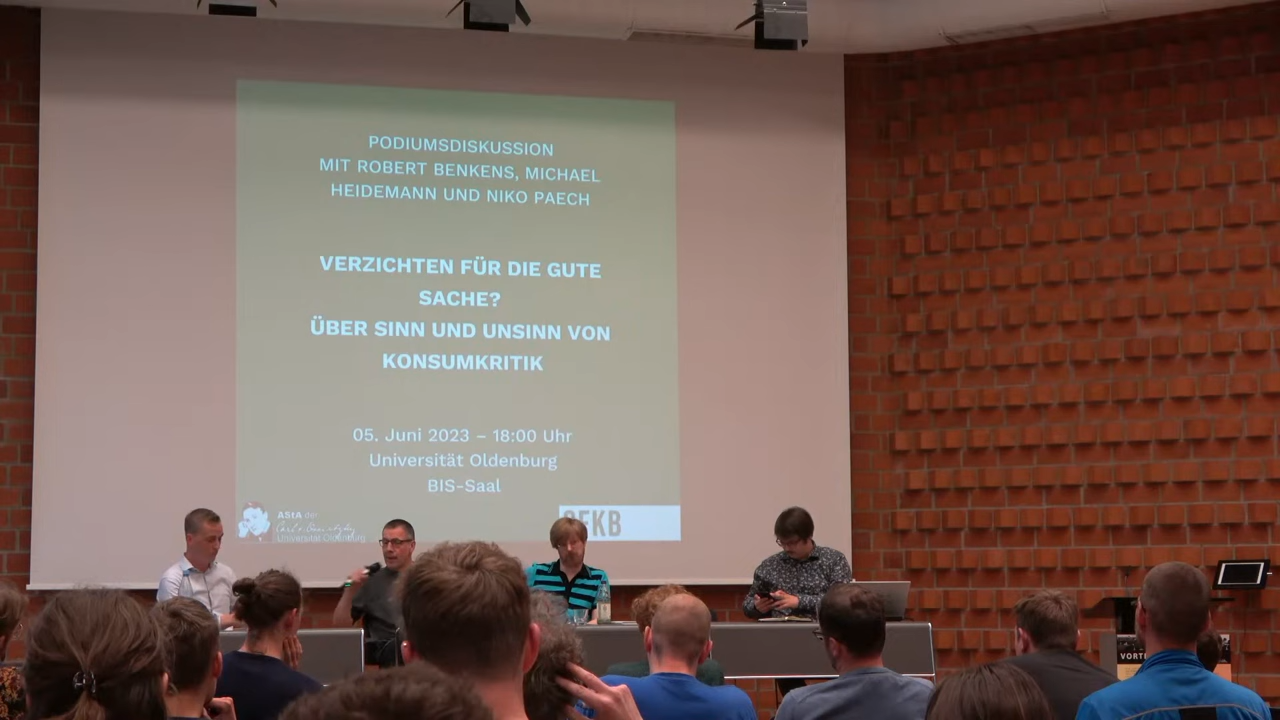 PODIUMSDISKUSSION
MIT ROBERT BENKENS, MICHAEL
HEIDEMANN UND NIKO PAECH
VERZICHTEN FÜR DIE GUTE
SACHE?
ÜBER SINN UND UNSINN VON
KONSUMKRITIK
05. Juni 2023 – 18:00 Uhr
Universität Oldenburg
BIS-Saal
AStA der
Universität Oldenburg